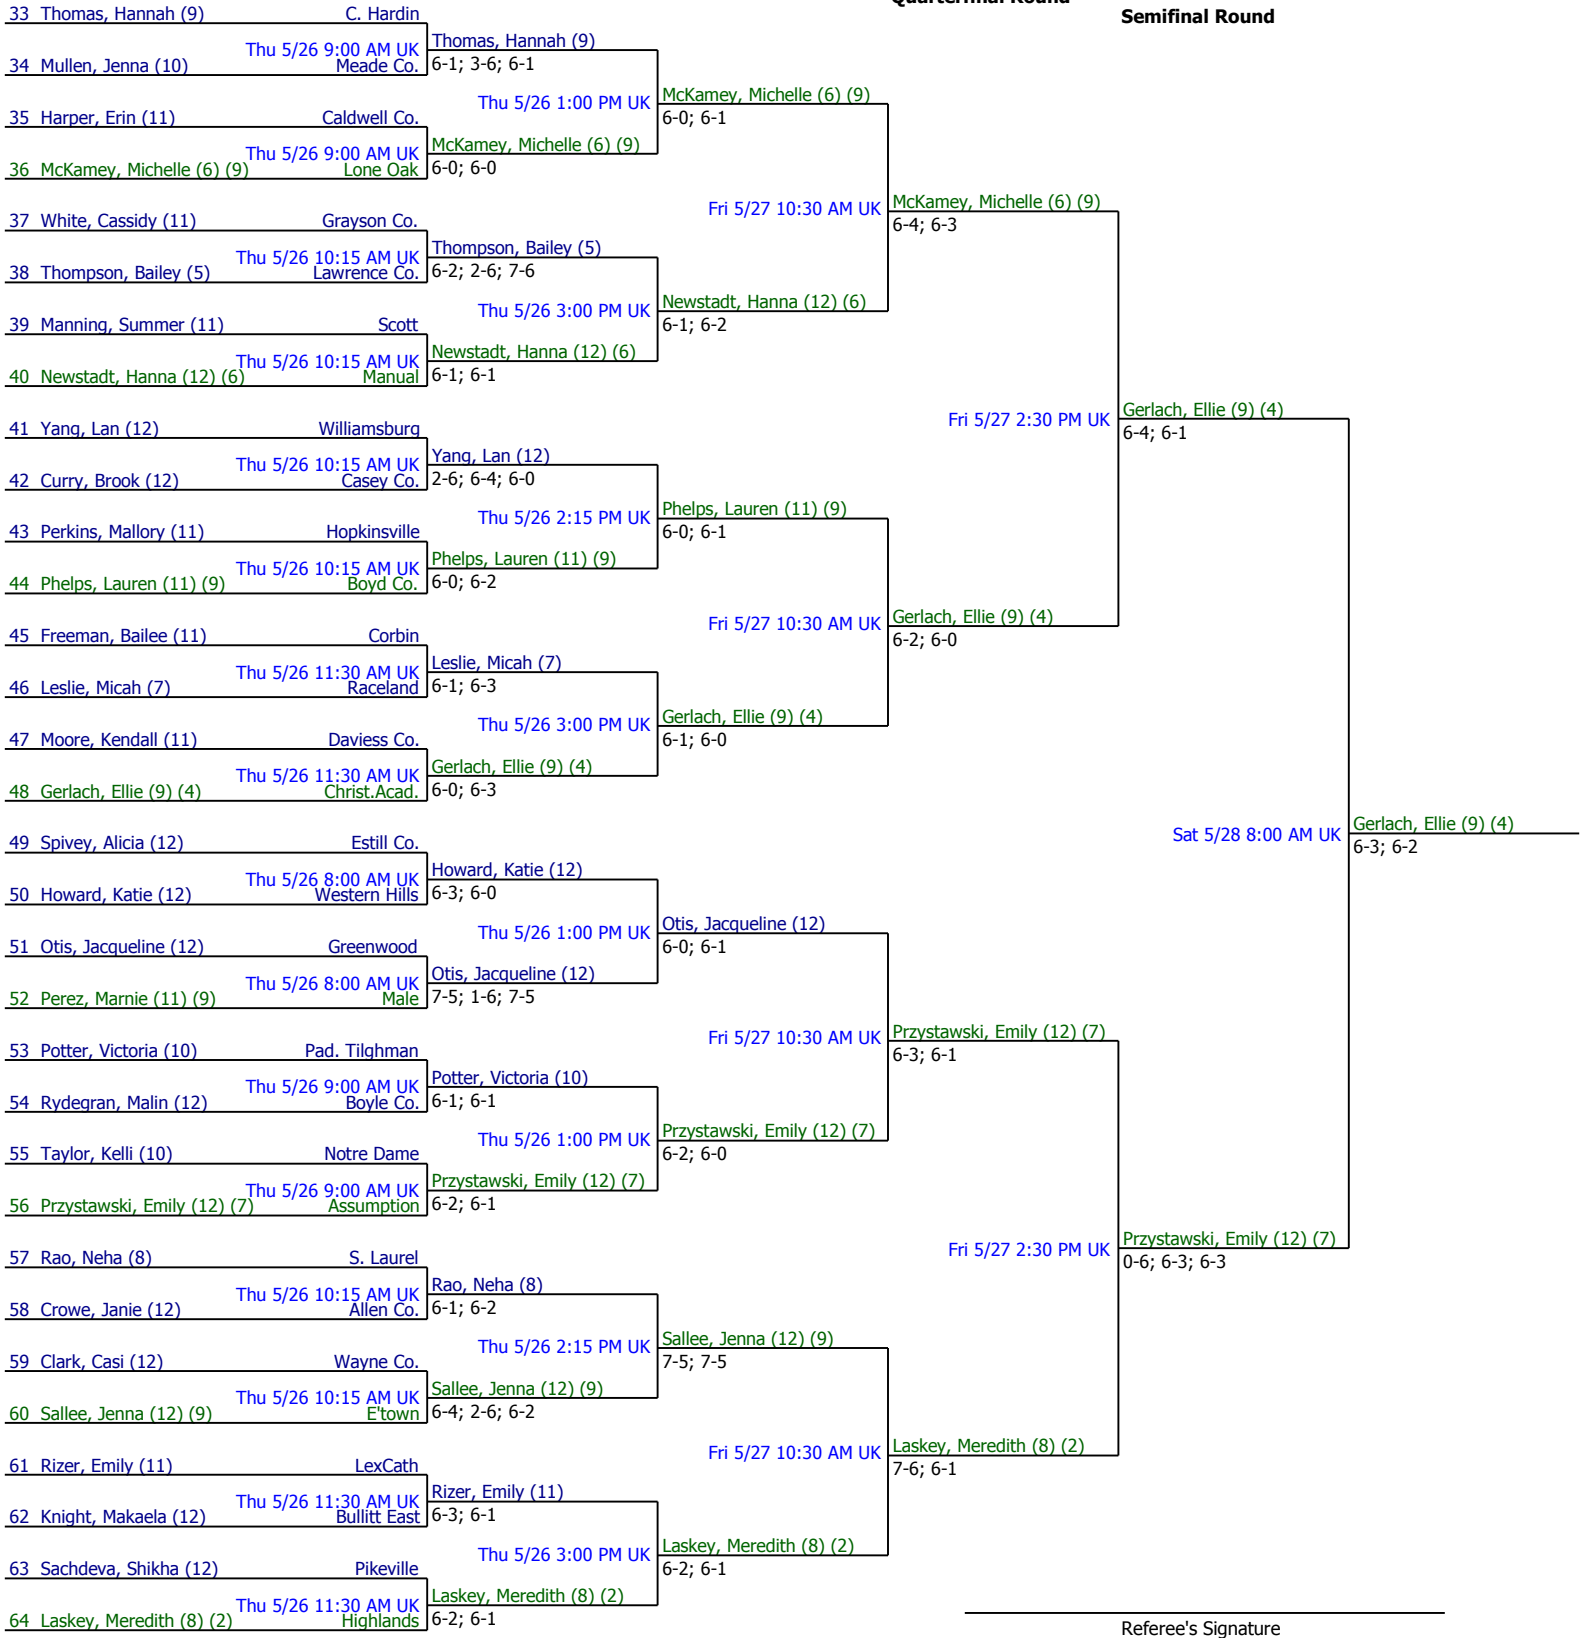 Quarterfinal Round
Semifinal Round
33 Thomas, Hannah (9) C. Hardin
Thu 5/26 9:00 AM UK
34 Mullen, Jenna (10) Meade Co.
Thomas, Hannah (9)
6-1; 3-6; 6-1
Thu 5/26 1:00 PM UK
McKamey, Michelle (6) (9)
6-0; 6-1
35 Harper, Erin (11) Caldwell Co.
Thu 5/26 9:00 AM UK
36 McKamey, Michelle (6) (9) Lone Oak
McKamey, Michelle (6) (9)
6-0; 6-0
Fri 5/27 10:30 AM UK
McKamey, Michelle (6) (9)
6-4; 6-3
37 White, Cassidy (11) Grayson Co.
Thu 5/26 10:15 AM UK
38 Thompson, Bailey (5) Lawrence Co.
Thompson, Bailey (5)
6-2; 2-6; 7-6
Thu 5/26 3:00 PM UK
Newstadt, Hanna (12) (6)
6-1; 6-2
39 Manning, Summer (11) Scott
Thu 5/26 10:15 AM UK
40 Newstadt, Hanna (12) (6) Manual
Newstadt, Hanna (12) (6)
6-1; 6-1
Fri 5/27 2:30 PM UK
Gerlach, Ellie (9) (4)
6-4; 6-1
41 Yang, Lan (12) Williamsburg
Thu 5/26 10:15 AM UK
42 Curry, Brook (12) Casey Co.
Yang, Lan (12)
2-6; 6-4; 6-0
Thu 5/26 2:15 PM UK
Phelps, Lauren (11) (9)
6-0; 6-1
43 Perkins, Mallory (11) Hopkinsville
Thu 5/26 10:15 AM UK
44 Phelps, Lauren (11) (9) Boyd Co.
Phelps, Lauren (11) (9)
6-0; 6-2
Fri 5/27 10:30 AM UK
Gerlach, Ellie (9) (4)
6-2; 6-0
45 Freeman, Bailee (11) Corbin
Thu 5/26 11:30 AM UK
46 Leslie, Micah (7) Raceland
Leslie, Micah (7)
6-1; 6-3
Thu 5/26 3:00 PM UK
Gerlach, Ellie (9) (4)
6-1; 6-0
47 Moore, Kendall (11) Daviess Co.
Thu 5/26 11:30 AM UK
48 Gerlach, Ellie (9) (4) Christ.Acad.
Gerlach, Ellie (9) (4)
6-0; 6-3
Sat 5/28 8:00 AM UK
Gerlach, Ellie (9) (4)
6-3; 6-2
49 Spivey, Alicia (12) Estill Co.
Thu 5/26 8:00 AM UK
50 Howard, Katie (12) Western Hills
Howard, Katie (12)
6-3; 6-0
Thu 5/26 1:00 PM UK
Otis, Jacqueline (12)
6-0; 6-1
51 Otis, Jacqueline (12) Greenwood
Thu 5/26 8:00 AM UK
52 Perez, Marnie (11) (9) Male
Otis, Jacqueline (12)
7-5; 1-6; 7-5
Fri 5/27 10:30 AM UK
Przystawski, Emily (12) (7)
6-3; 6-1
53 Potter, Victoria (10) Pad. Tilghman
Thu 5/26 9:00 AM UK
54 Rydegran, Malin (12) Boyle Co.
Potter, Victoria (10)
6-1; 6-1
Thu 5/26 1:00 PM UK
Przystawski, Emily (12) (7)
6-2; 6-0
55 Taylor, Kelli (10) Notre Dame
Thu 5/26 9:00 AM UK
56 Przystawski, Emily (12) (7) Assumption
Przystawski, Emily (12) (7)
6-2; 6-1
Fri 5/27 2:30 PM UK
Przystawski, Emily (12) (7)
0-6; 6-3; 6-3
57 Rao, Neha (8) S. Laurel
Thu 5/26 10:15 AM UK
58 Crowe, Janie (12) Allen Co.
Rao, Neha (8)
6-1; 6-2
Thu 5/26 2:15 PM UK
Sallee, Jenna (12) (9)
7-5; 7-5
59 Clark, Casi (12) Wayne Co.
Thu 5/26 10:15 AM UK
60 Sallee, Jenna (12) (9) E'town
Sallee, Jenna (12) (9)
6-4; 2-6; 6-2
Fri 5/27 10:30 AM UK
Laskey, Meredith (8) (2)
7-6; 6-1
61 Rizer, Emily (11) LexCath
Thu 5/26 11:30 AM UK
62 Knight, Makaela (12) Bullitt East
Rizer, Emily (11)
6-3; 6-1
Thu 5/26 3:00 PM UK
Laskey, Meredith (8) (2)
6-2; 6-1
63 Sachdeva, Shikha (12) Pikeville
Thu 5/26 11:30 AM UK
64 Laskey, Meredith (8) (2) Highlands
Laskey, Meredith (8) (2)
6-2; 6-1
Referee's Signature